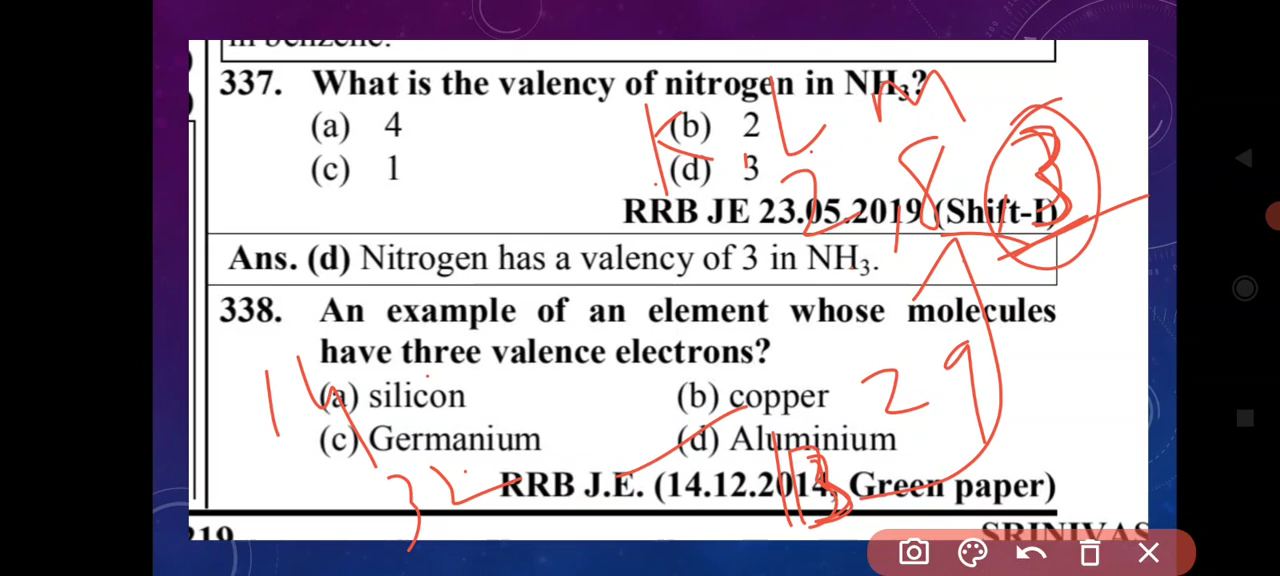 337. What is the valency of nitrogen in NH₃?
(a) 4 (b) 2
(c) 1 (d) 3
K L M
2, 8, 3
RRB JE 23.05.2019 (Shift-I)
Ans. (d) Nitrogen has a valency of 3 in NH₃.
338. An example of an element whose molecules
have three valence electrons?
14 (a) silicon (b) copper 29
(c) Germanium (d) Aluminium
32 13
RRB J.E. (14.12.2014, Green paper)